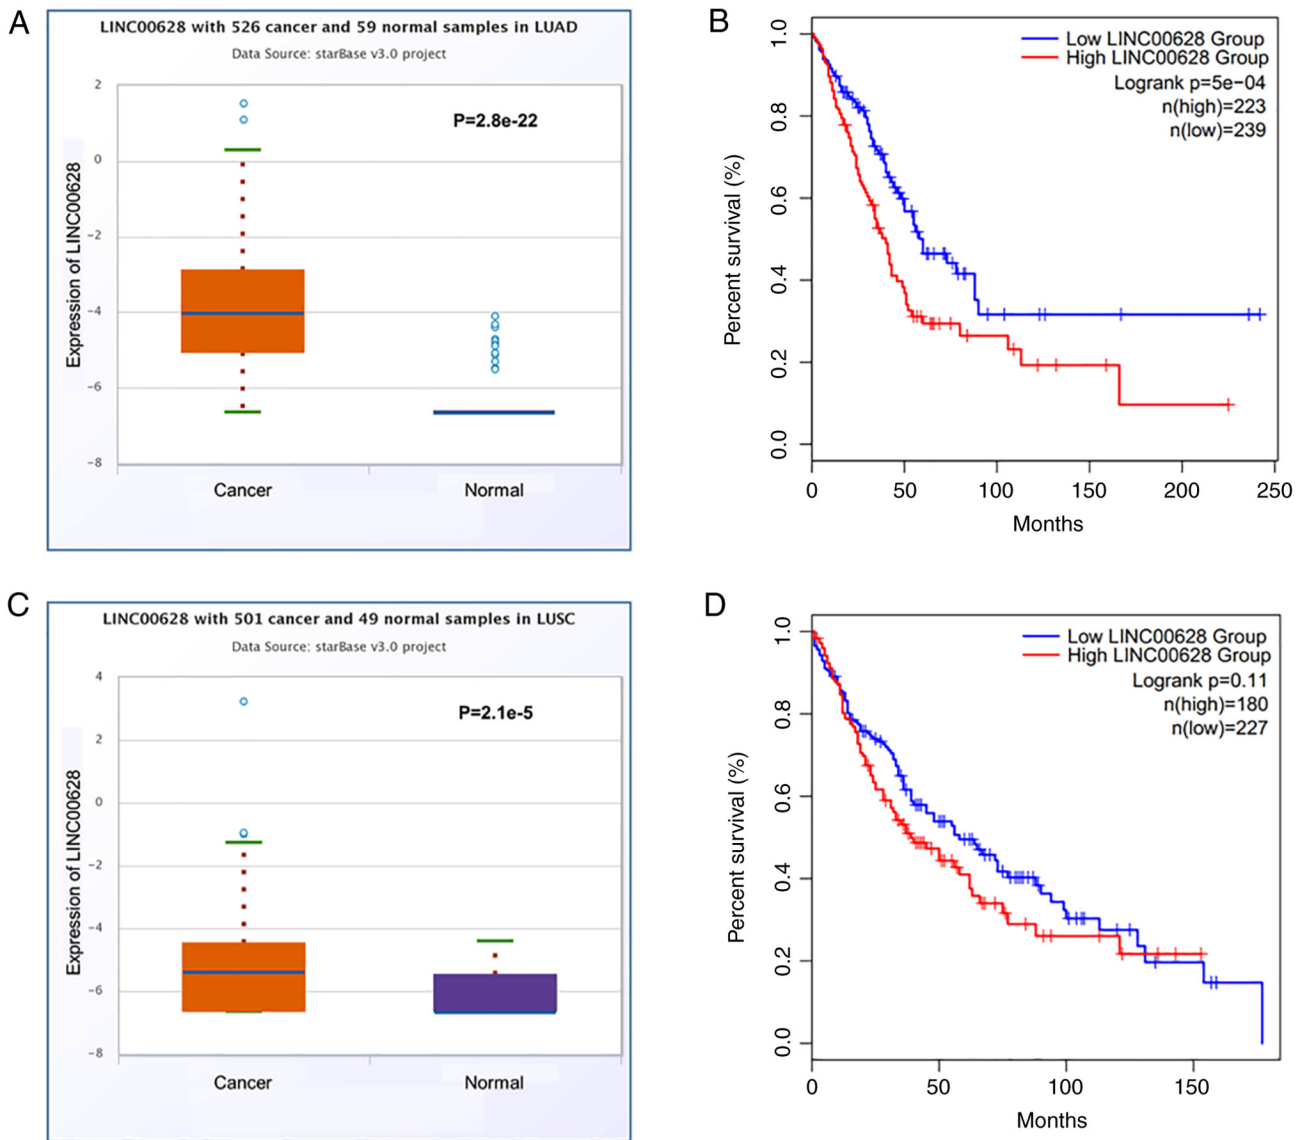 A
LINC00628 with 526 cancer and 59 normal samples in LUAD
Data Source: starBase v3.0 project
Expression of LINC00628
2
0
−2
−4
−6
−8
P=2.8e-22
Cancer
Normal
B
Percent survival (%)
1.0
0.8
0.6
0.4
0.2
0.0
Low LINC00628 Group
High LINC00628 Group
Logrank p=5e−04
n(high)=223
n(low)=239
0
50
100
150
200
250
Months
C
LINC00628 with 501 cancer and 49 normal samples in LUSC
Data Source: starBase v3.0 project
Expression of LINC00628
4
2
0
−2
−4
−6
−8
P=2.1e-5
Cancer
Normal
D
Percent survival (%)
1.0
0.8
0.6
0.4
0.2
0.0
Low LINC00628 Group
High LINC00628 Group
Logrank p=0.11
n(high)=180
n(low)=227
0
50
100
150
Months